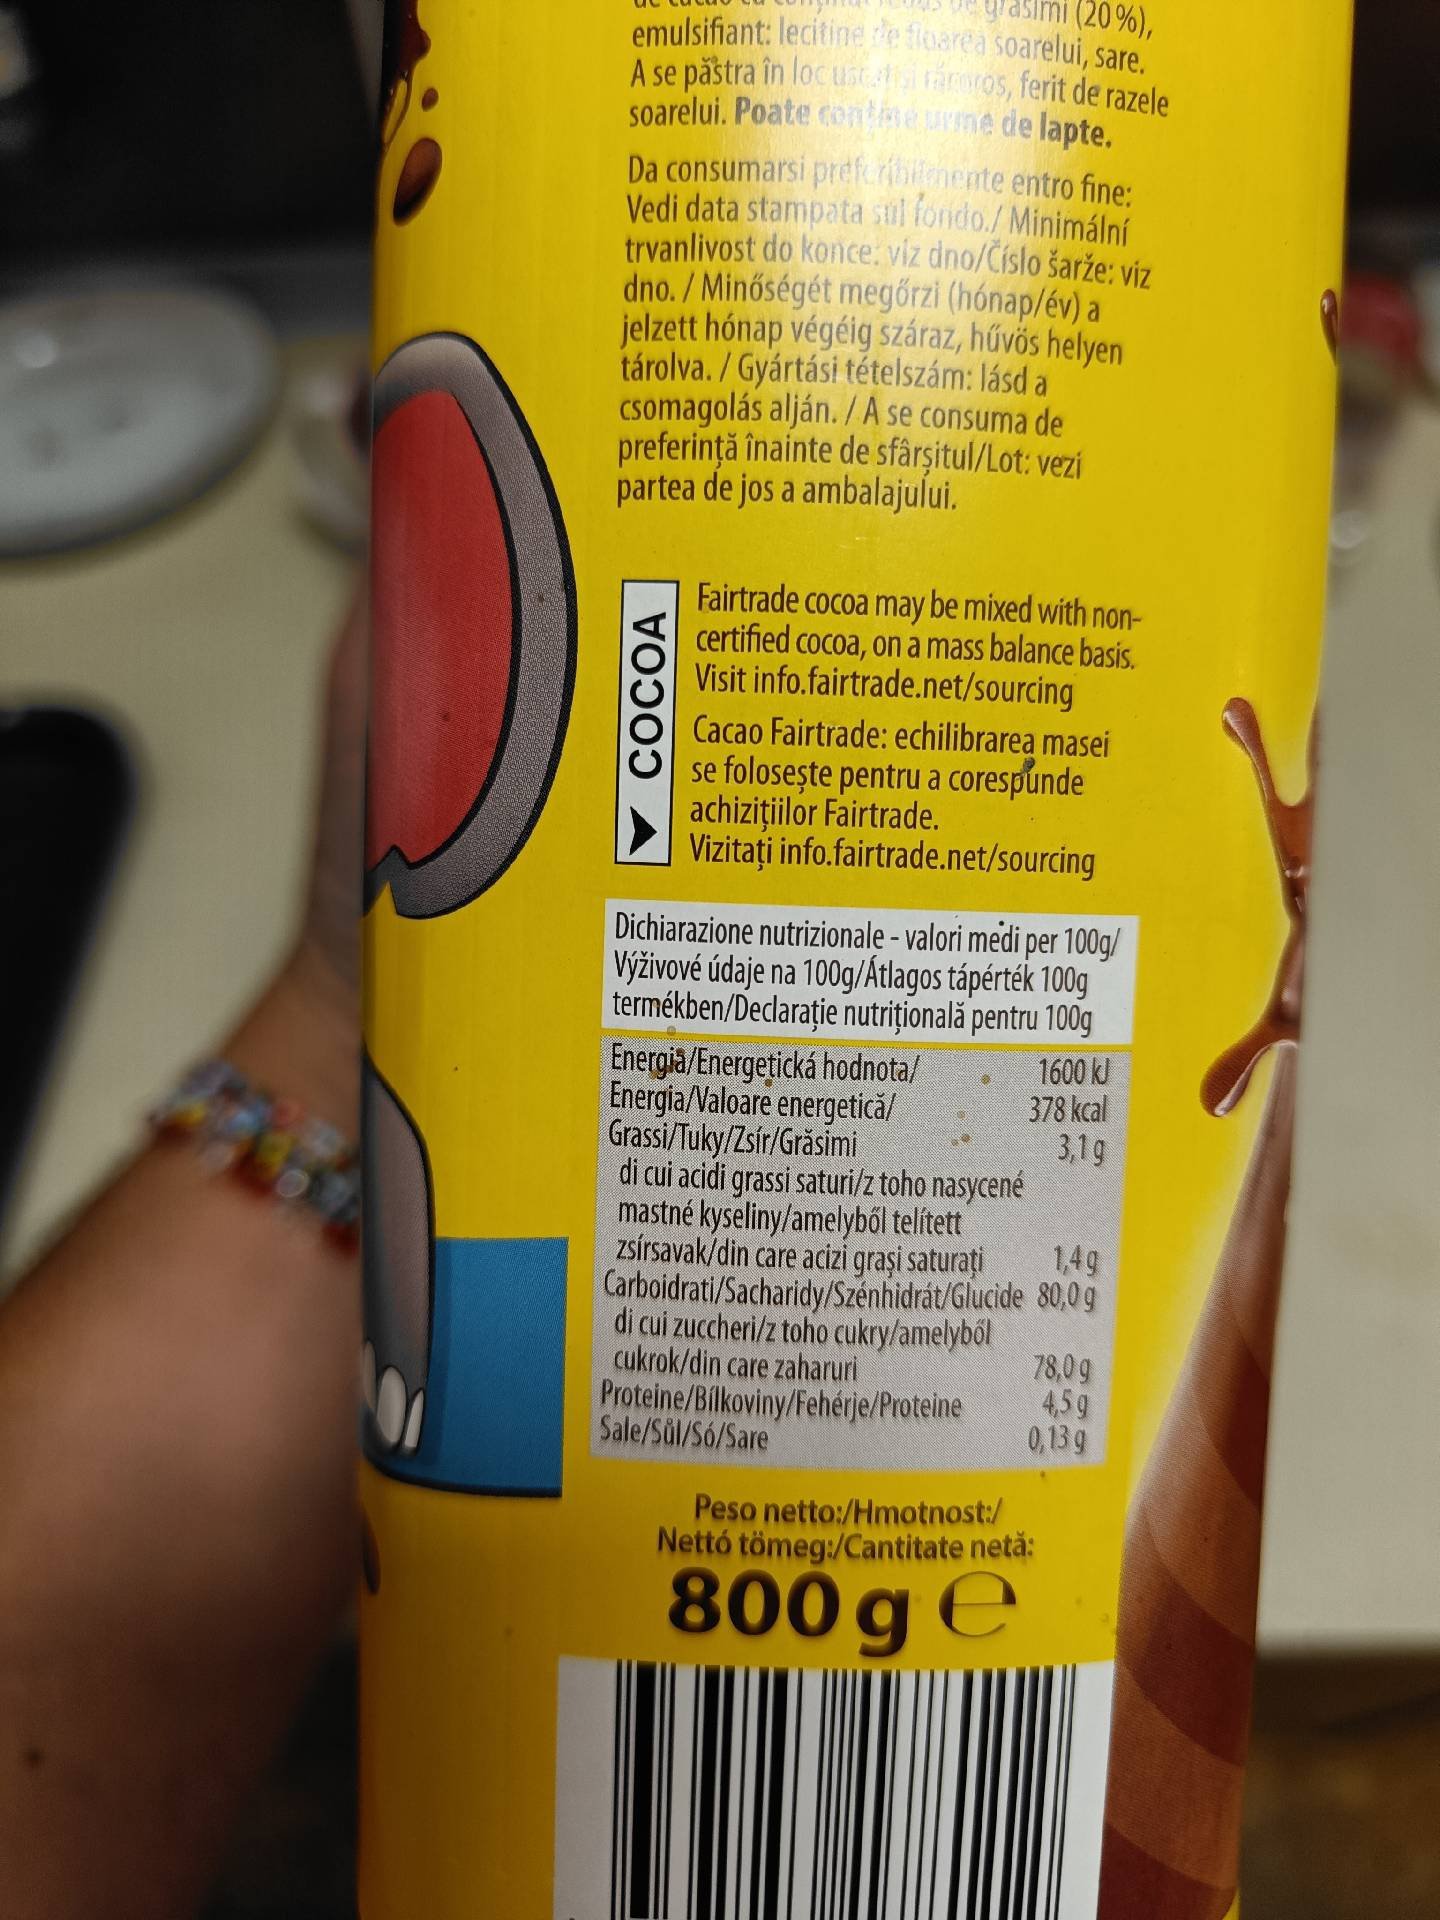 grăsimi (20%),
emulsifiant: lecitine de floarea soarelui, sare.
A se păstra în loc uscat și răcoros, ferit de razele
soarelui. Poate conține urme de lapte.
Da consumarsi preferibilmente entro fine:
Vedi data stampata sul fondo./ Minimální
trvanlivost do konce: viz dno/Číslo šarže: viz
dno. / Minőségét megőrzi (hónap/év) a
jelzett hónap végéig száraz, hűvös helyen
tárolva. / Gyártási tételszám: lásd a
csomagolás alján. / A se consuma de
preferință înainte de sfârșitul/Lot: vezi
partea de jos a ambalajului.
COCOA
Fairtrade cocoa may be mixed with non-
certified cocoa, on a mass balance basis.
Visit info.fairtrade.net/sourcing
Cacao Fairtrade: echilibrarea masei
se folosește pentru a corespunde
achizițiilor Fairtrade.
Vizitați info.fairtrade.net/sourcing
Dichiarazione nutrizionale - valori medi per 100g/
Výživové údaje na 100g/Átlagos tápérték 100g
termékben/Declarație nutrițională pentru 100g
Energia/Energetická hodnota/ 1600 kJ
Energia/Valoare energetică/ 378 kcal
Grassi/Tuky/Zsír/Grăsimi 3,1 g
di cui acidi grassi saturi/z toho nasycené
mastné kyseliny/amelyből telített
zsírsavak/din care acizi grași saturați 1,4 g
Carboidrati/Sacharidy/Szénhidrát/Glucide 80,0 g
di cui zuccheri/z toho cukry/amelyből
cukrok/din care zaharuri 78,0 g
Proteine/Bílkoviny/Fehérje/Proteine 4,5 g
Sale/Sůl/Só/Sare 0,13 g
Peso netto:/Hmotnost:/
Nettó tömeg:/Cantitate netă:
800 g e